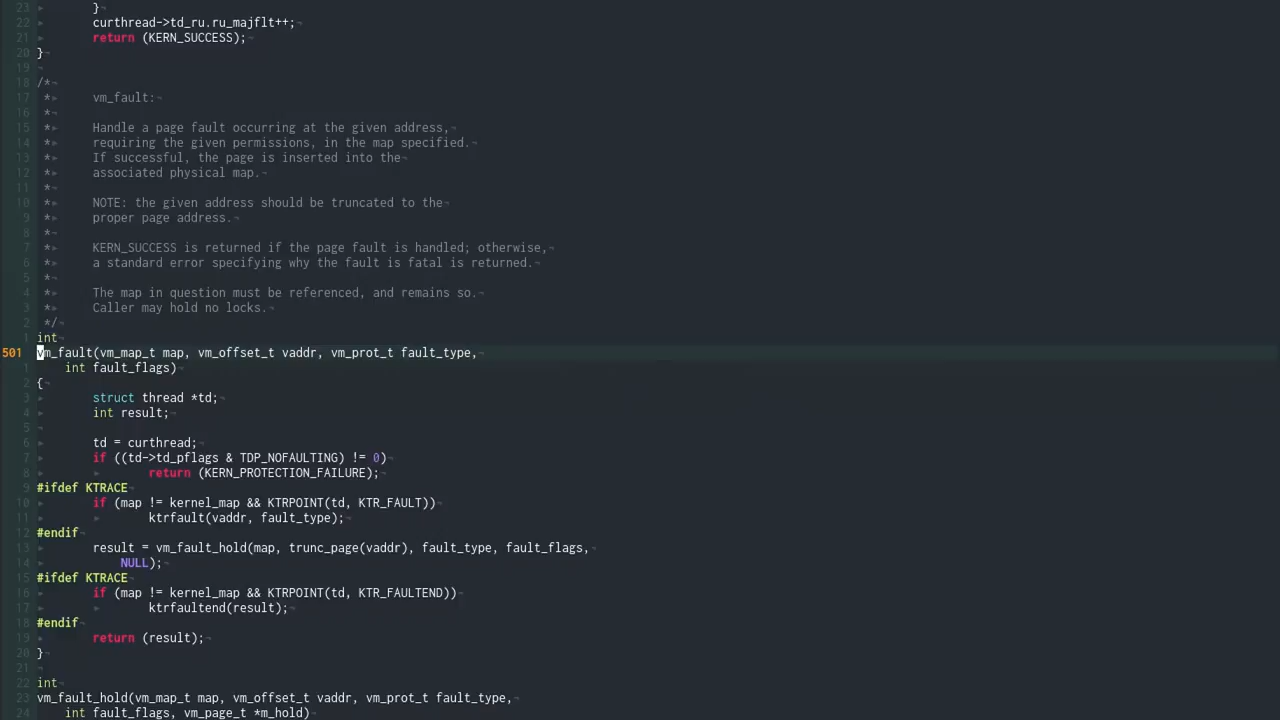 23 }
22 curthread->td_ru.ru_majflt++;
21 return (KERN_SUCCESS);
20 }
19
18 /*
17 * vm_fault:
16 *
15 * Handle a page fault occurring at the given address,
14 * requiring the given permissions, in the map specified.
13 * If successful, the page is inserted into the
12 * associated physical map.
11 *
10 * NOTE: the given address should be truncated to the
9 * proper page address.
8 *
7 * KERN_SUCCESS is returned if the page fault is handled; otherwise,
6 * a standard error specifying why the fault is fatal is returned.
5 *
4 * The map in question must be referenced, and remains so.
3 * Caller may hold no locks.
2 */
1 int
501 vm_fault(vm_map_t map, vm_offset_t vaddr, vm_prot_t fault_type,
1 int fault_flags)
2 {
3 struct thread *td;
4 int result;
5
6 td = curthread;
7 if ((td->td_pflags & TDP_NOFAULTING) != 0)
8 return (KERN_PROTECTION_FAILURE);
9 #ifdef KTRACE
10 if (map != kernel_map && KTRPOINT(td, KTR_FAULT))
11 ktrfault(vaddr, fault_type);
12 #endif
13 result = vm_fault_hold(map, trunc_page(vaddr), fault_type, fault_flags,
14 NULL);
15 #ifdef KTRACE
16 if (map != kernel_map && KTRPOINT(td, KTR_FAULTEND))
17 ktrfaultend(result);
18 #endif
19 return (result);
20 }
21
22 int
23 vm_fault_hold(vm_map_t map, vm_offset_t vaddr, vm_prot_t fault_type,
24 int fault_flags, vm_page_t *m_hold)